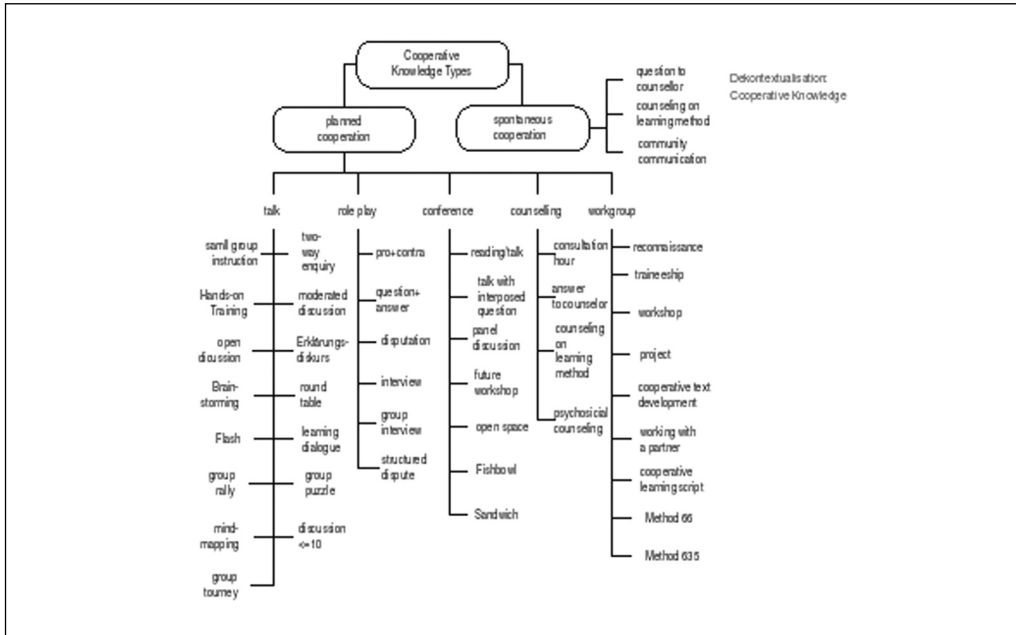 Cooperative
Knowledge Types
planned
cooperation
spontaneous
cooperation
question to
counsellor
counseling on
learning method
community
communication
Dekontextualisation:
Cooperative Knowledge
talk
role play
conference
counselling
workgroup
samll group
instruction
Hands-on
Training
open
dicussion
Brain-
storming
Flash
group
rally
mind-
mapping
group
tourney
two-
way
enquiry
moderated
discussion
Erklärungs-
diskurs
round
table
learning
dialogue
group
puzzle
discussion
<=10
pro+contra
question+
answer
disputation
interview
group
interview
structured
dispute
reading/talk
talk with
interposed
question
panel
discussion
future
workshop
open space
Fishbowl
Sandwich
consultation
hour
answer
to counselor
counseling
on
learning
method
psychosicial
counseling
reconnaissance
traineeship
workshop
project
cooperative text
development
working with
a partner
cooperative
learning script
Method 66
Method 635